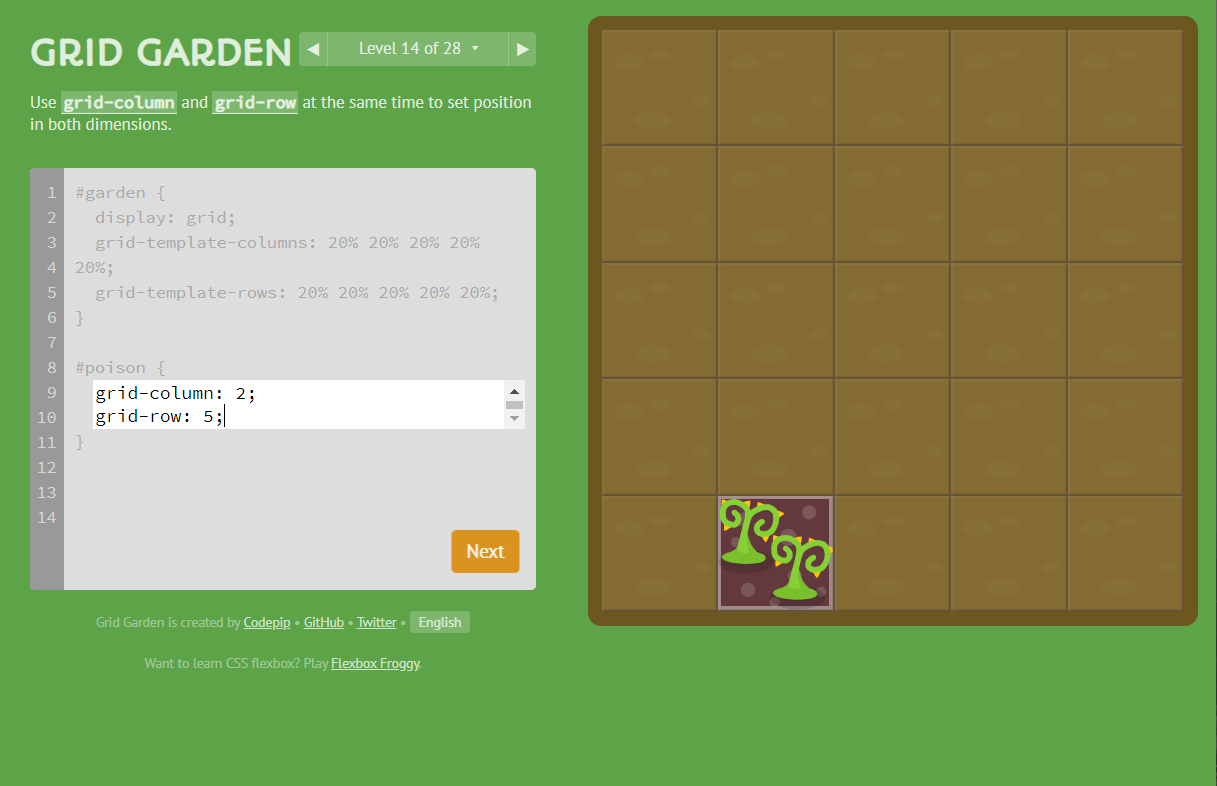 GRID GARDEN
◀ Level 14 of 28 ▾ ▶
Use grid-column and grid-row at the same time to set position
in both dimensions.
1 #garden {
2   display: grid;
3   grid-template-columns: 20% 20% 20% 20%
4 20%;
5   grid-template-rows: 20% 20% 20% 20% 20%;
6 }
7
8 #poison {
9   grid-column: 2;
10   grid-row: 5;
11 }
12
13
14
Next
Grid Garden is created by Codepip • GitHub • Twitter • English
Want to learn CSS flexbox? Play Flexbox Froggy.